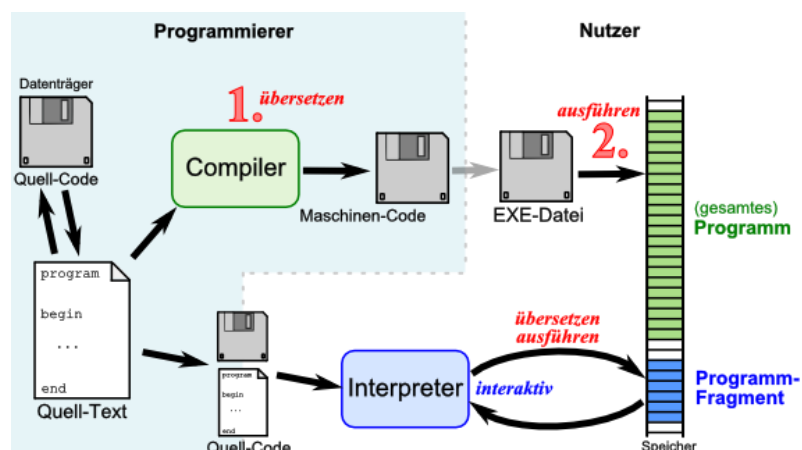 Programmierer
Nutzer
Datenträger
Quell-Code
1. übersetzen
Compiler
Maschinen-Code
EXE-Datei
ausführen
2.
(gesamtes)
Programm
program
begin
...
end
Quell-Text
program
begin
...
end
Quell-Code
Interpreter
übersetzen
ausführen
interaktiv
Programm-
Fragment
Speicher